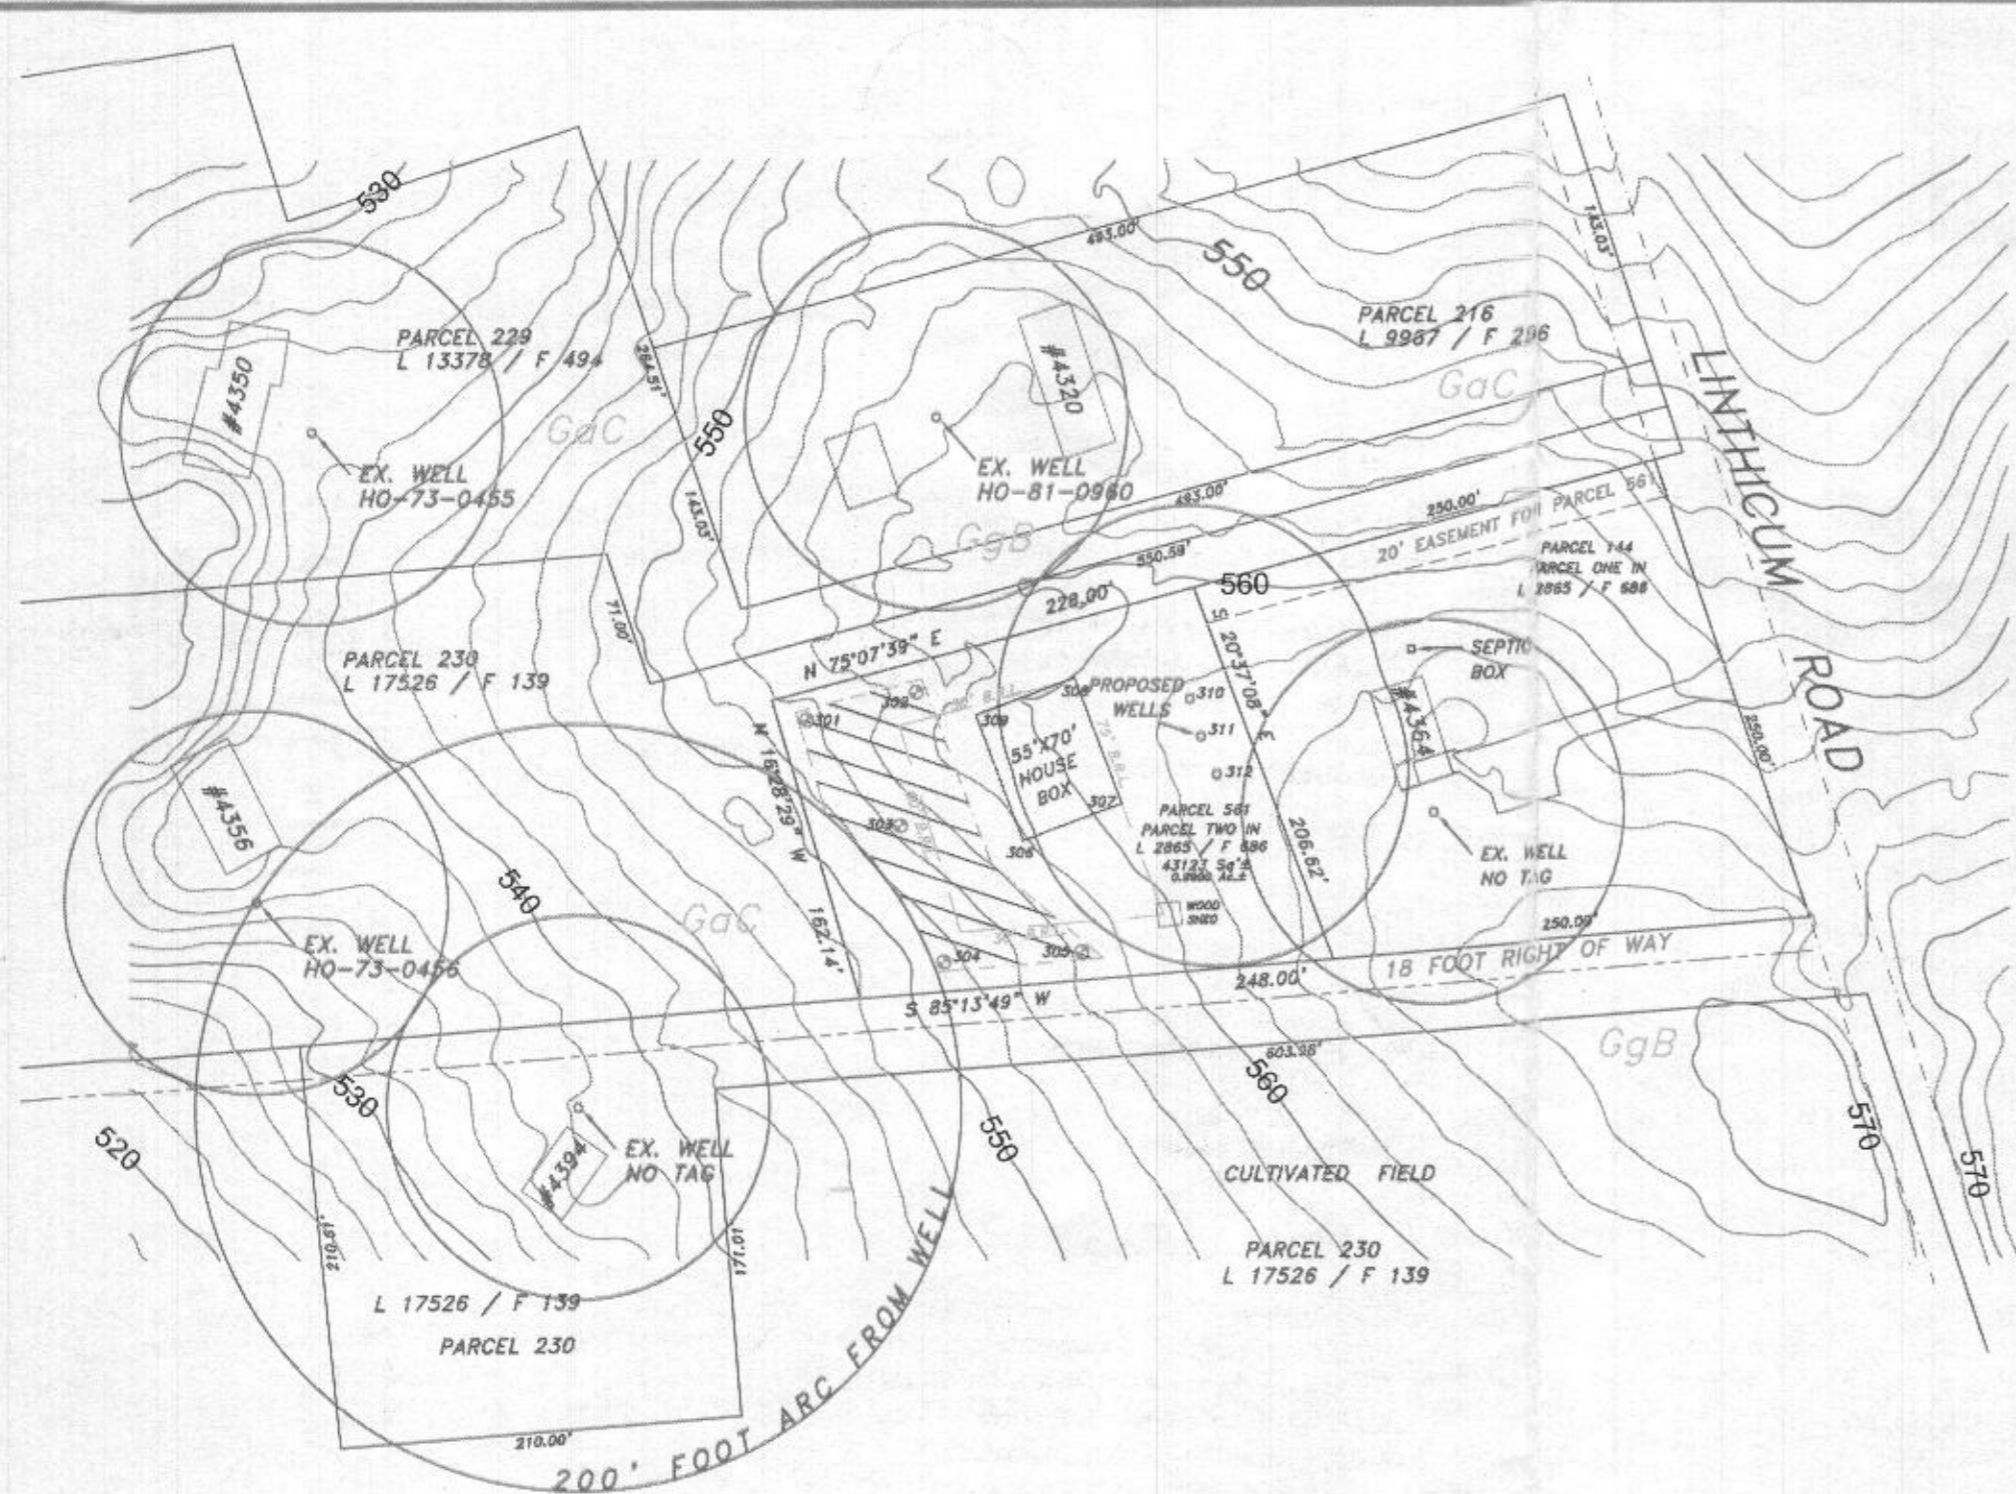 530
493.00'
550
143.03'
PARCEL 216
L 9967 / F 296
GaC
LINTHICUM ROAD
PARCEL 229
L 13378 / F 494
264.51'
#4350
#4320
GaC
550
EX. WELL
HO-73-0455
EX. WELL
HO-81-0960
143.03'
493.00'
250.00'
GgB
550.59'
20' EASEMENT FOR PARCEL 561
PARCEL 144
PARCEL ONE IN
L 2865 / F 686
560
228.00'
71.00'
N 75°07'39" E
S 20°37'08" E
SEPTIC
BOX
PARCEL 230
L 17526 / F 139
PROPOSED
WELLS
301
302
308
309
310
311
312
75' B.R.L.
55'X70'
HOUSE
BOX
#4364
250.00'
N 16°28'29" W
303
307
306
PARCEL 561
PARCEL TWO IN
L 2865 / F 686
43123 Sq'±
206.62'
EX. WELL
NO TAG
#4356
540
GaC
162.14'
WOOD
SHED
304
305
250.00'
EX. WELL
HO-73-0456
248.00'
18 FOOT RIGHT OF WAY
S 85°13'49" W
603.96'
GgB
530
560
520
550
570
570
EX. WELL
NO TAG
#4394
CULTIVATED FIELD
PARCEL 230
L 17526 / F 139
210.61'
171.01'
L 17526 / F 139
PARCEL 230
210.00'
200' FOOT ARC FROM WELL